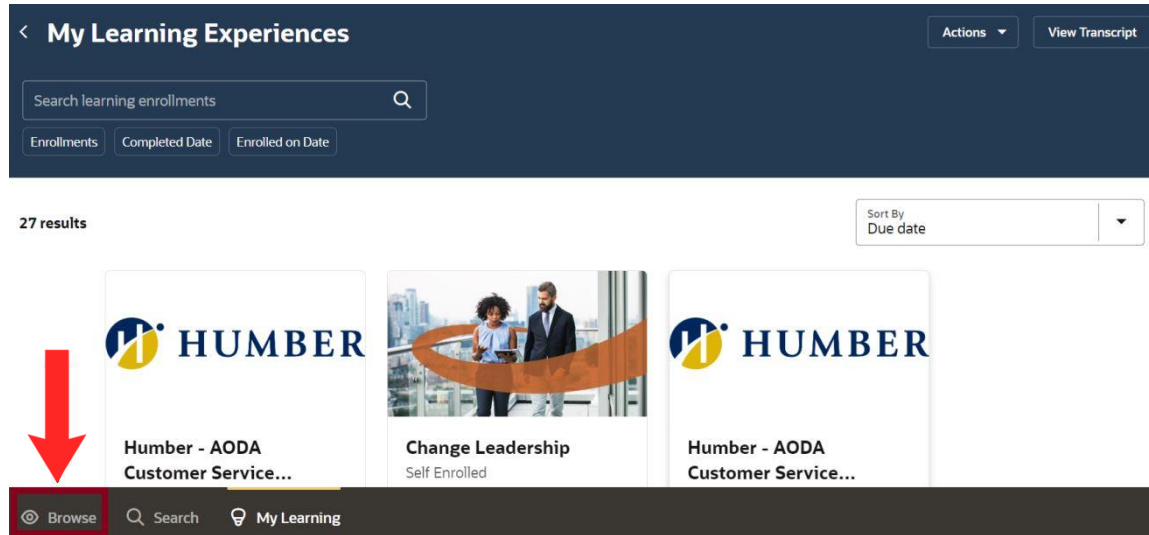 My Learning Experiences
Actions
View Transcript
Search learning enrollments
Enrollments
Completed Date
Enrolled on Date
27 results
Sort By
Due date
HUMBER
Humber - AODA
Customer Service...
Change Leadership
Self Enrolled
HUMBER
Humber - AODA
Customer Service...
Browse
Search
My Learning